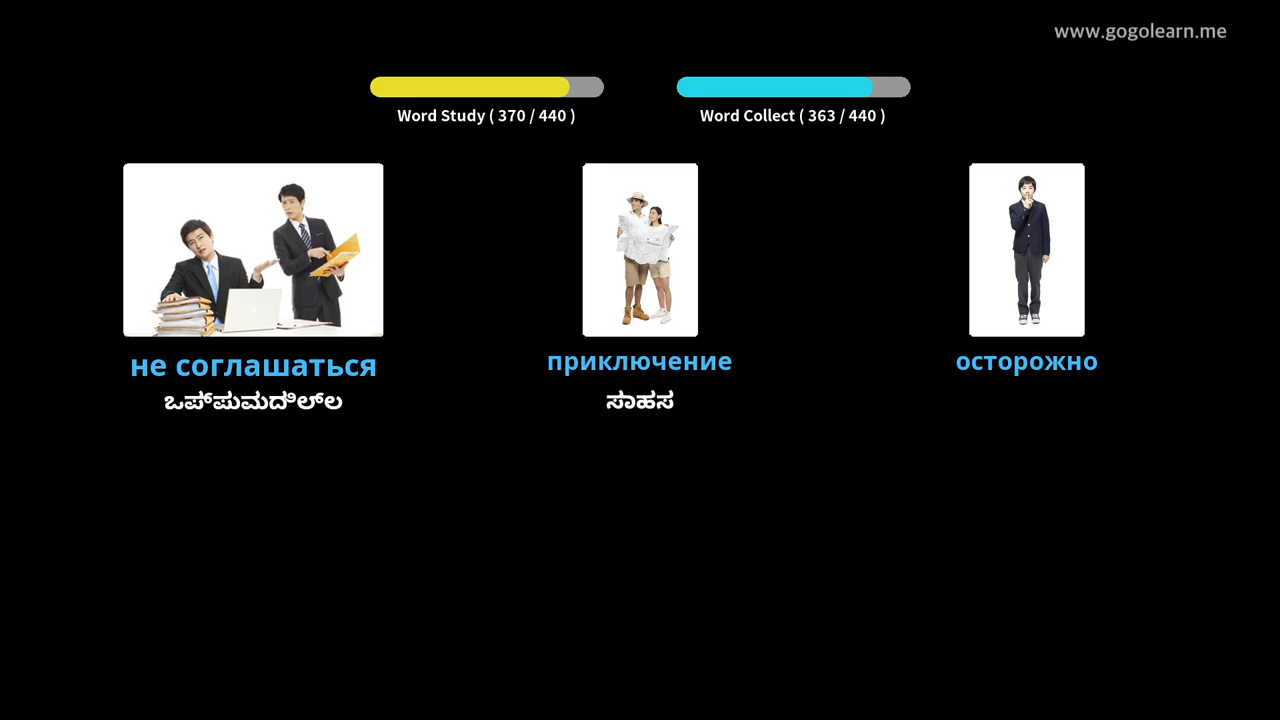 www.gogolearn.me
Word Study ( 370 / 440 )
Word Collect ( 363 / 440 )
не соглашаться
приключение
осторожно
ಒಪ್ಪುಮದಿಲ್ಲ
ಸಾಹಸ